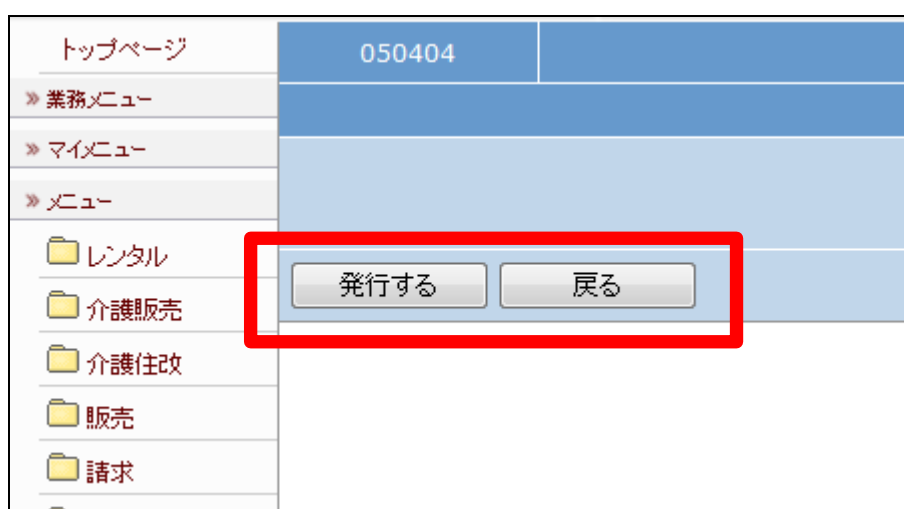 トップページ
050404
» 業務メニュー
» マイメニュー
» メニュー
レンタル
発行する 戻る
介護販売
介護住改
販売
請求